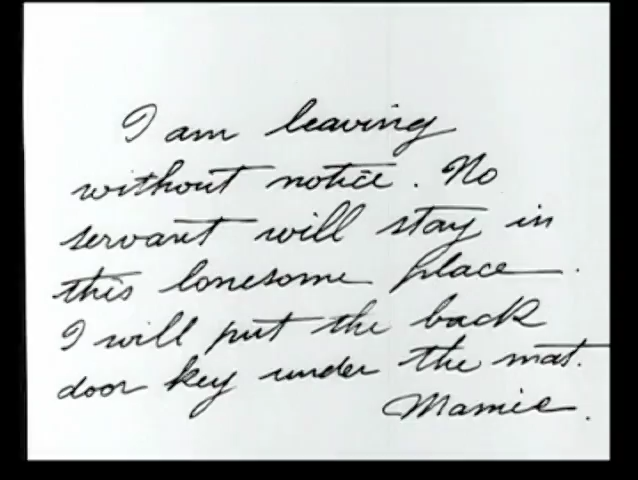 I am leaving
without notice. No
servant will stay in
this lonesome place.
I will put the back
door key under the mat.
Mamie.